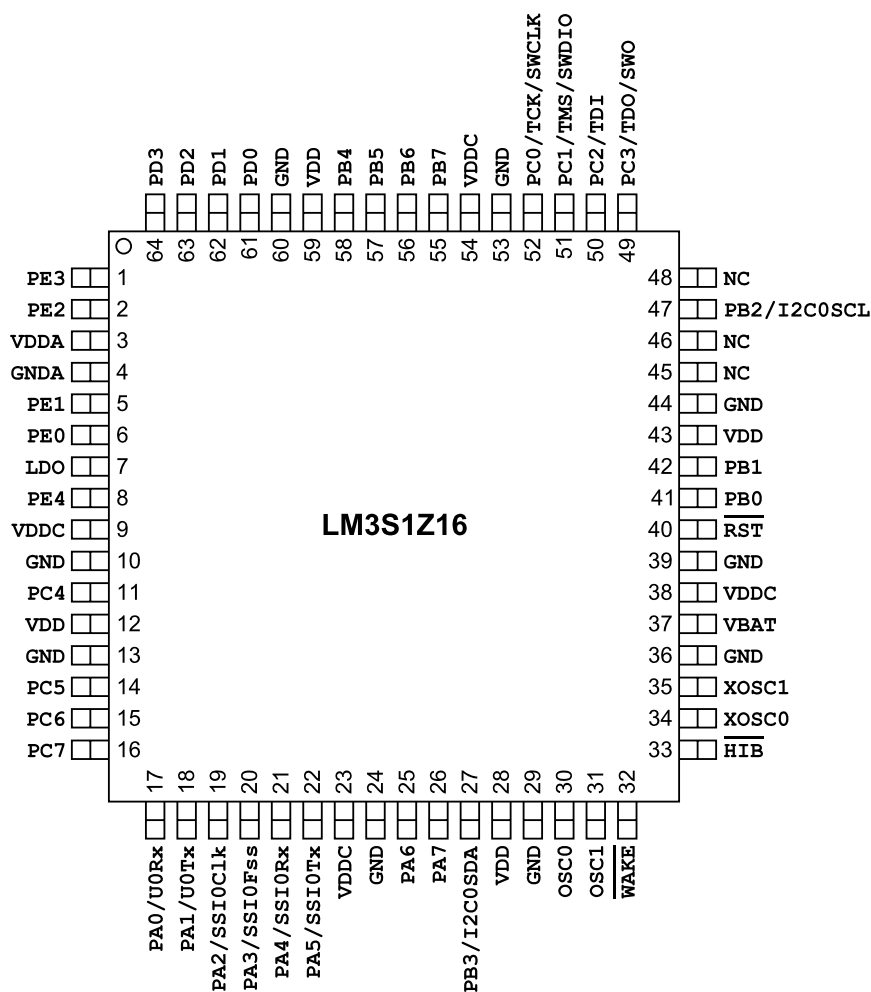 PD3
PD2
PD1
PD0
GND
VDD
PB4
PB5
PB6
PB7
VDDC
GND
PC0/TCK/SWCLK
PC1/TMS/SWDIO
PC2/TDI
PC3/TDO/SWO
64
63
62
61
60
59
58
57
56
55
54
53
52
51
50
49
PE3 1
PE2 2
VDDA 3
GNDA 4
PE1 5
PE0 6
LDO 7
PE4 8
VDDC 9
GND 10
PC4 11
VDD 12
GND 13
PC5 14
PC6 15
PC7 16
LM3S1Z16
48 NC
47 PB2/I2C0SCL
46 NC
45 NC
44 GND
43 VDD
42 PB1
41 PB0
40 RST
39 GND
38 VDDC
37 VBAT
36 GND
35 XOSC1
34 XOSC0
33 HIB
17
18
19
20
21
22
23
24
25
26
27
28
29
30
31
32
PA0/U0Rx
PA1/U0Tx
PA2/SSI0Clk
PA3/SSI0Fss
PA4/SSI0Rx
PA5/SSI0Tx
VDDC
GND
PA6
PA7
PB3/I2C0SDA
VDD
GND
OSC0
OSC1
WAKE